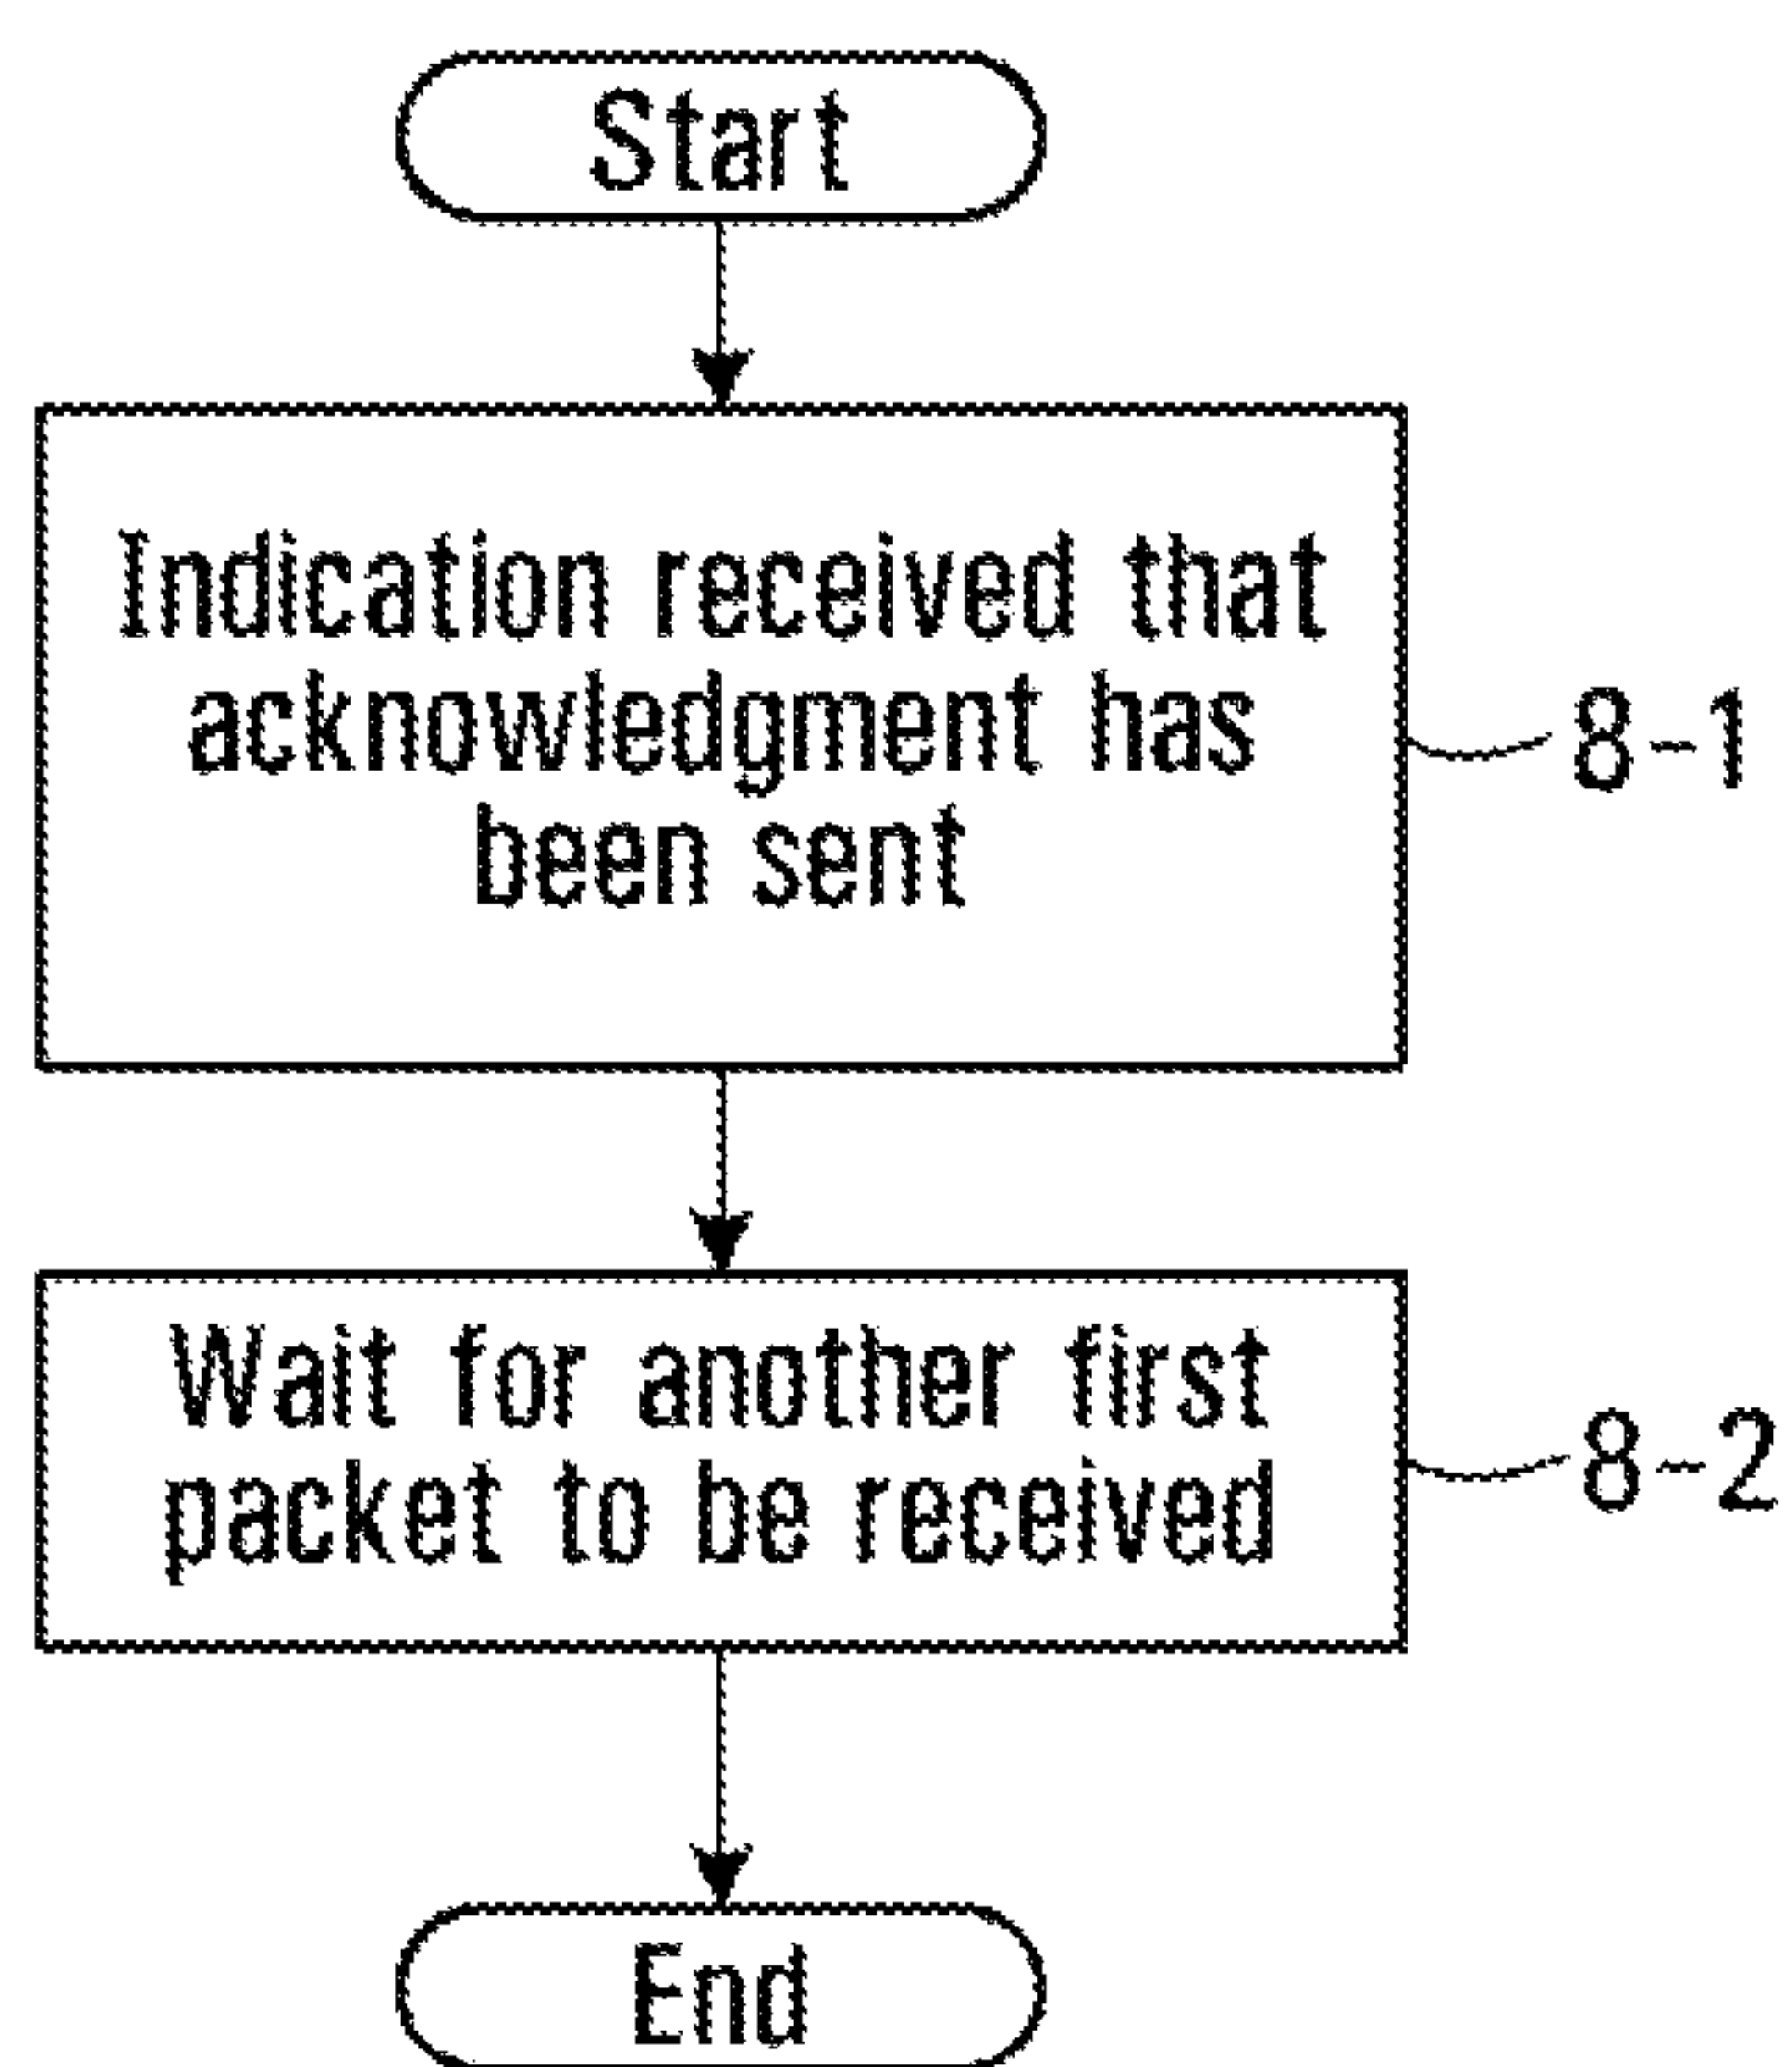 Start
Indication received that
acknowledgment has
been sent
8-1
Wait for another first
packet to be received
8-2
End